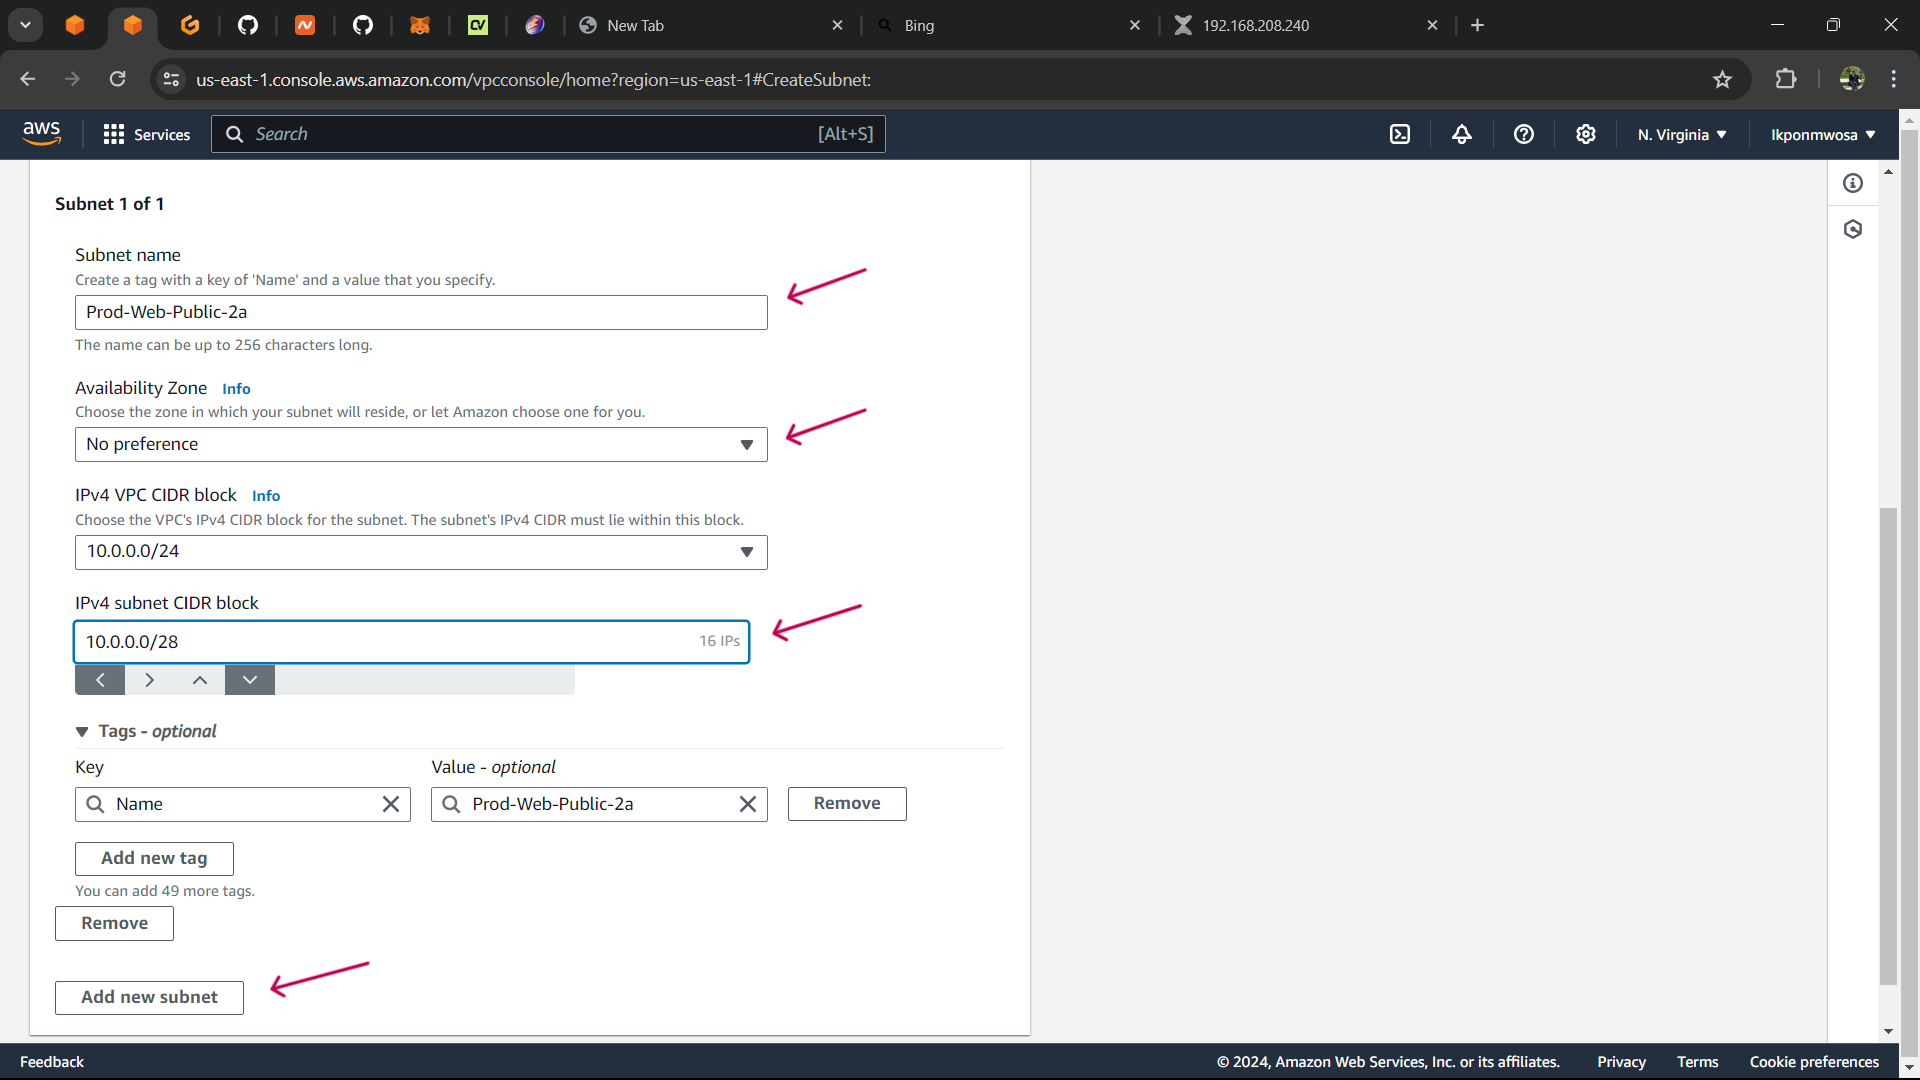 New Tab
Bing
192.168.208.240
us-east-1.console.aws.amazon.com/vpcconsole/home?region=us-east-1#CreateSubnet:
aws
Services
Search
[Alt+S]
N. Virginia
Ikponmwosa
Subnet 1 of 1
Subnet name
Create a tag with a key of 'Name' and a value that you specify.
Prod-Web-Public-2a
The name can be up to 256 characters long.
Availability Zone Info
Choose the zone in which your subnet will reside, or let Amazon choose one for you.
No preference
IPv4 VPC CIDR block Info
Choose the VPC's IPv4 CIDR block for the subnet. The subnet's IPv4 CIDR must lie within this block.
10.0.0.0/24
IPv4 subnet CIDR block
10.0.0.0/28
16 IPs
Tags - optional
Key
Value - optional
Name
Prod-Web-Public-2a
Remove
Add new tag
You can add 49 more tags.
Remove
Add new subnet
Feedback
© 2024, Amazon Web Services, Inc. or its affiliates.
Privacy
Terms
Cookie preferences